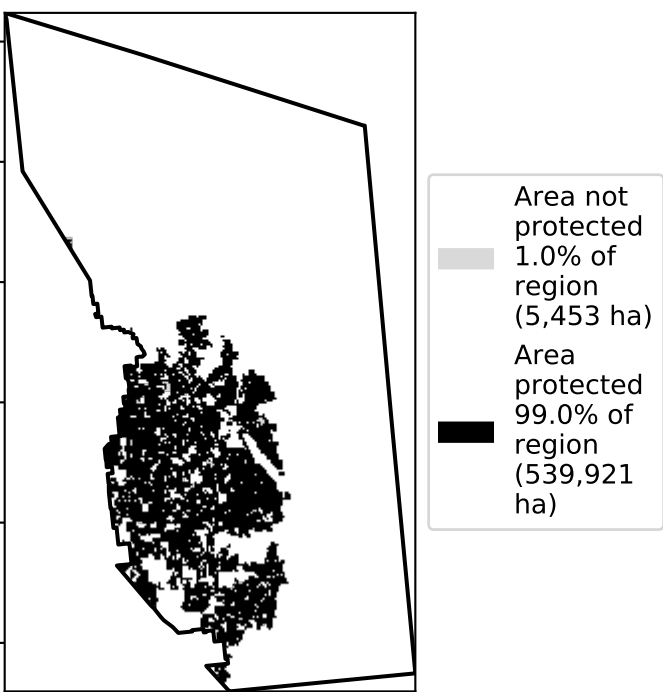 Area not
protected
1.0% of
region
(5,453 ha)
Area
protected
99.0% of
region
(539,921
ha)